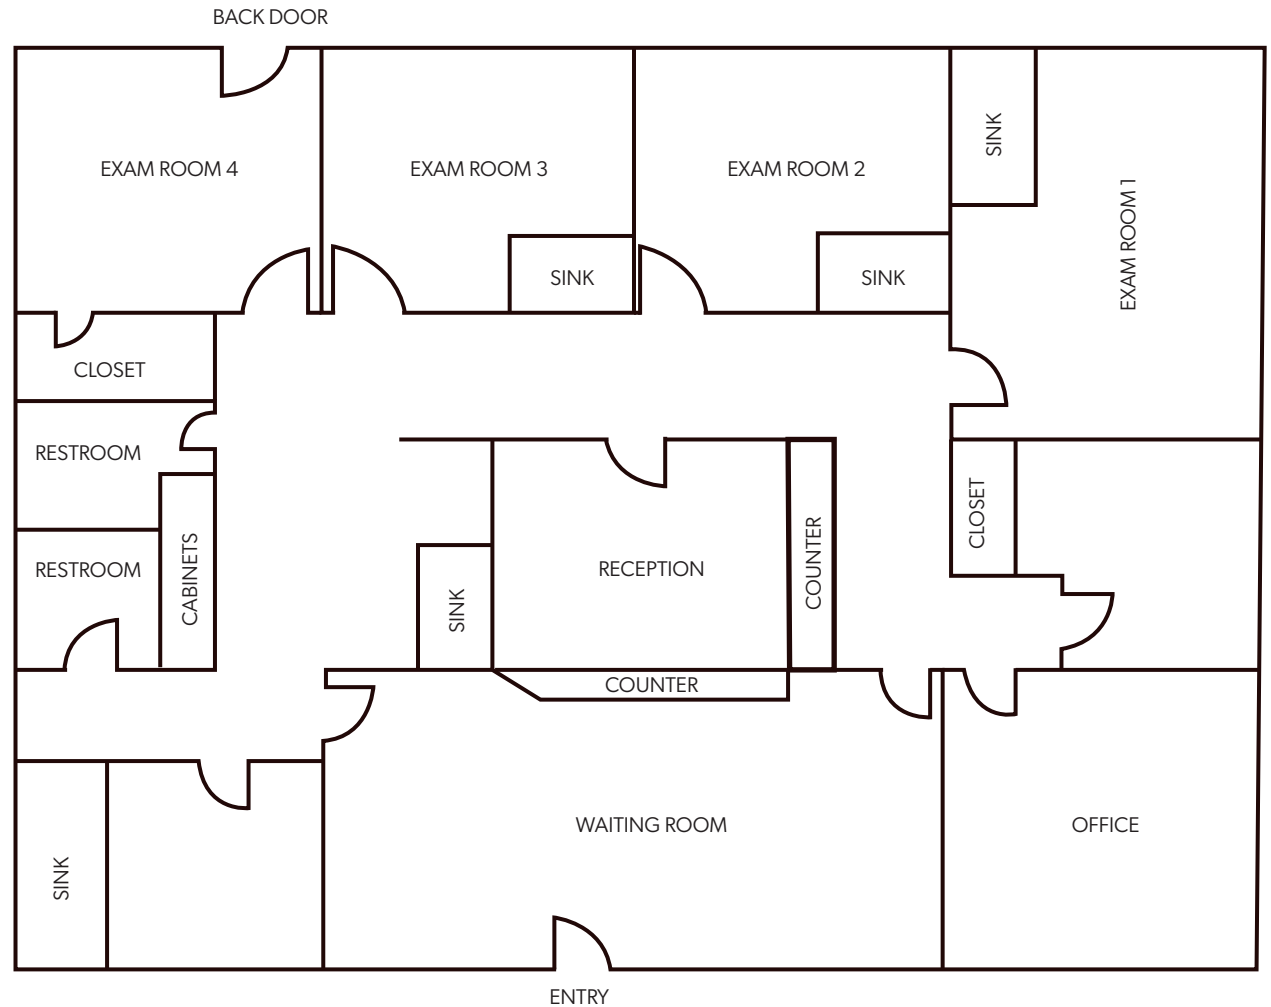 BACK DOOR
EXAM ROOM 4
EXAM ROOM 3
EXAM ROOM 2
SINK
EXAM ROOM 1
SINK
SINK
CLOSET
RESTROOM
RESTROOM
CABINETS
SINK
RECEPTION
COUNTER
CLOSET
COUNTER
SINK
WAITING ROOM
OFFICE
ENTRY